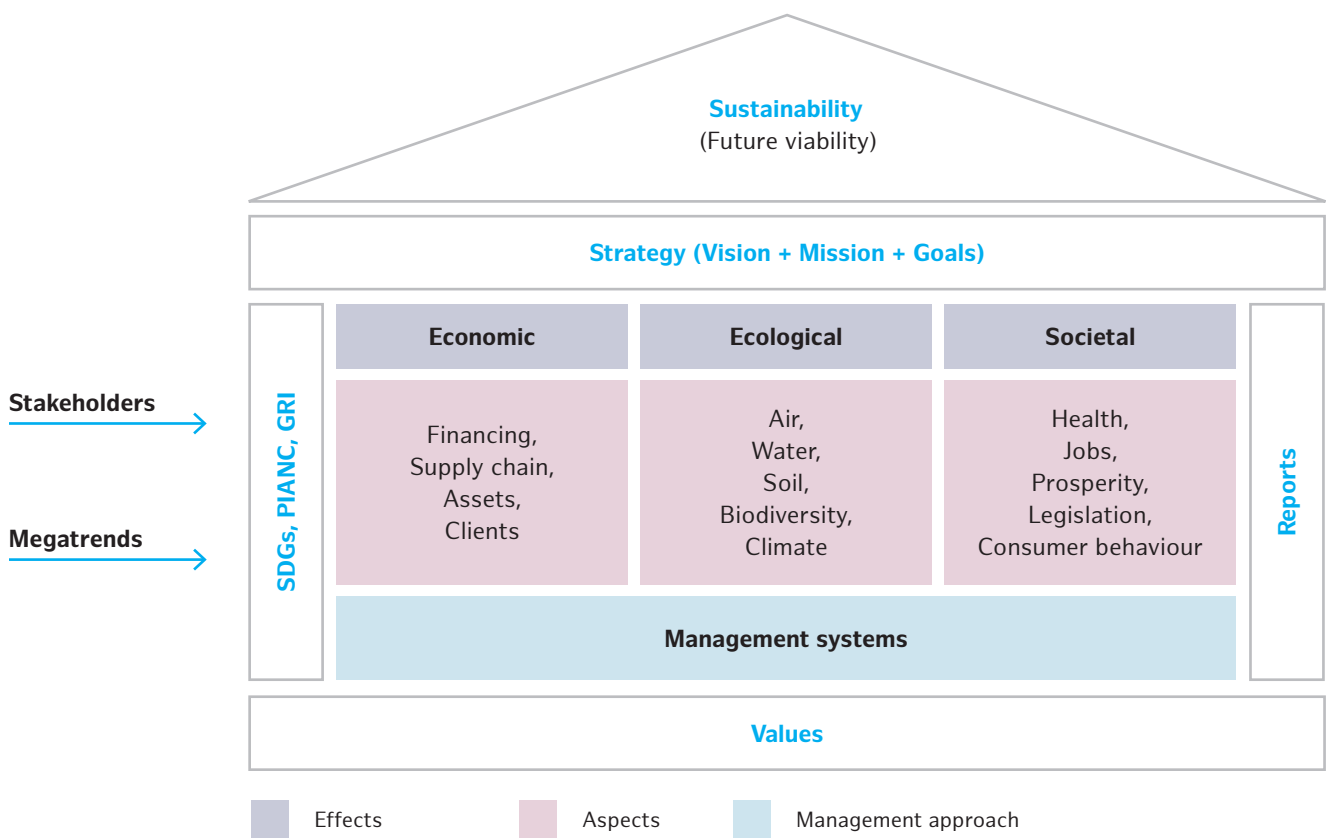 Sustainability
(Future viability)
Strategy (Vision + Mission + Goals)
Stakeholders
Megatrends
SDGs, PIANC, GRI
Economic
Financing,
Supply chain,
Assets,
Clients
Ecological
Air,
Water,
Soil,
Biodiversity,
Climate
Societal
Health,
Jobs,
Prosperity,
Legislation,
Consumer behaviour
Reports
Management systems
Values
Effects
Aspects
Management approach